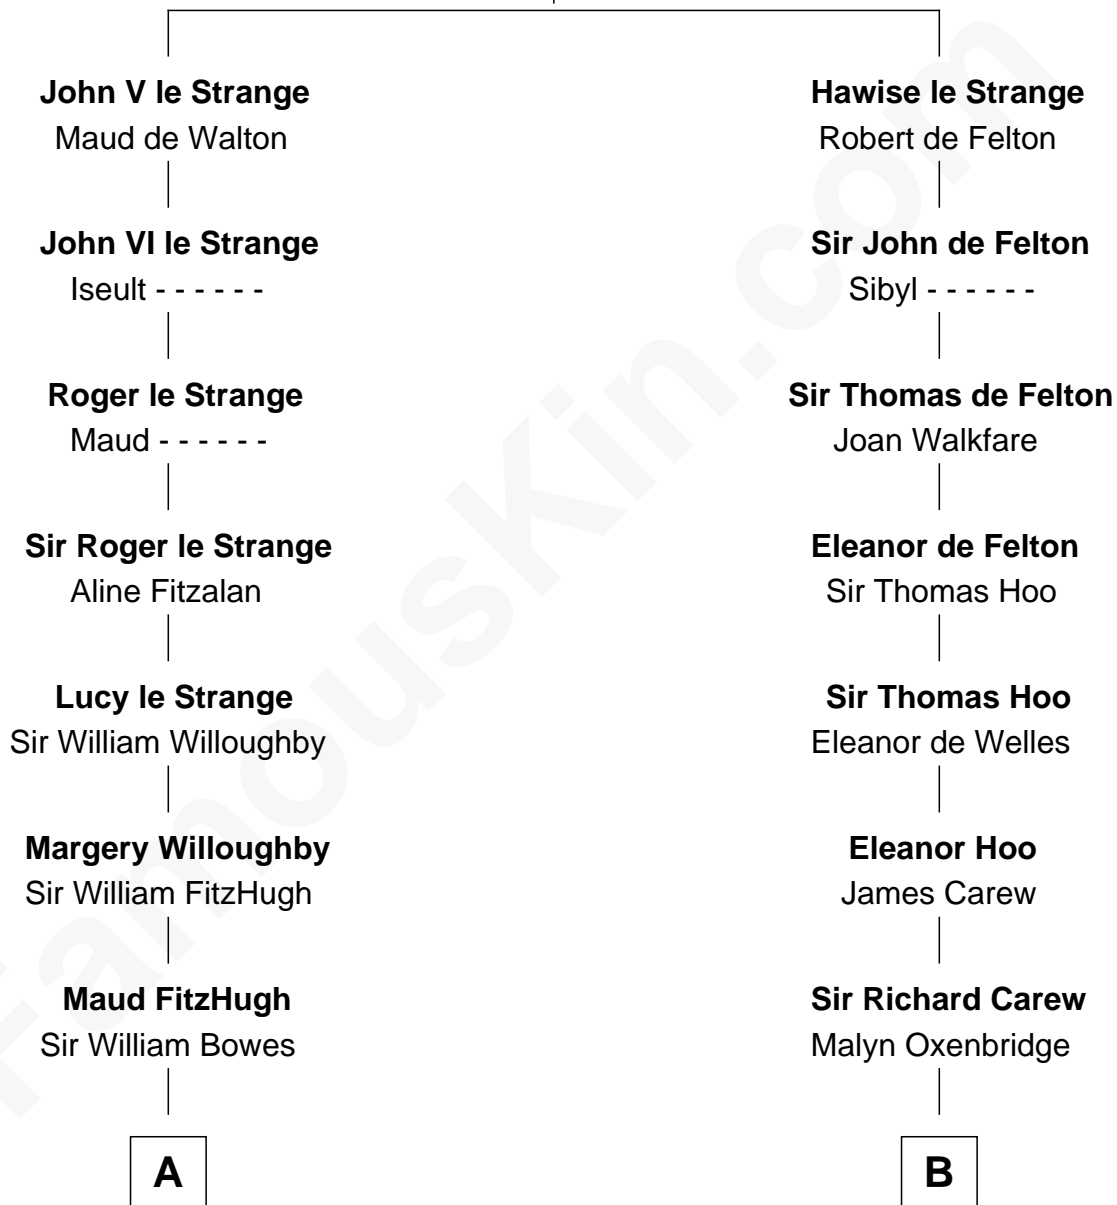 John V le Strange
Maud de Walton
John VI le Strange
Iseult - - - - - -
Roger le Strange
Maud - - - - - -
Sir Roger le Strange
Aline Fitzalan
Lucy le Strange
Sir William Willoughby
Margery Willoughby
Sir William FitzHugh
Maud FitzHugh
Sir William Bowes
A
Hawise le Strange
Robert de Felton
Sir John de Felton
Sibyl - - - - - -
Sir Thomas de Felton
Joan Walkfare
Eleanor de Felton
Sir Thomas Hoo
Sir Thomas Hoo
Eleanor de Welles
Eleanor Hoo
James Carew
Sir Richard Carew
Malyn Oxenbridge
B
FamousKin.com